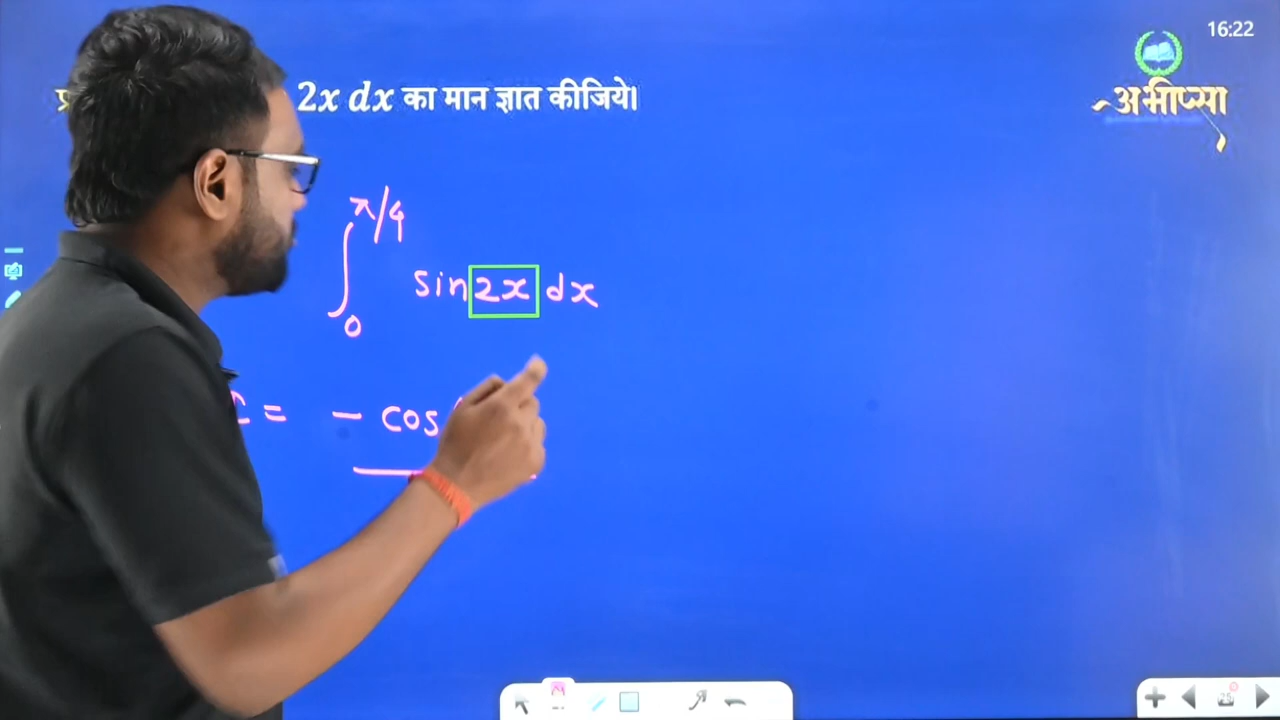 16:22
अभीप्सा
2x dx का मान ज्ञात कीजिये।
π/4
∫ sin 2x dx
0
= - cos